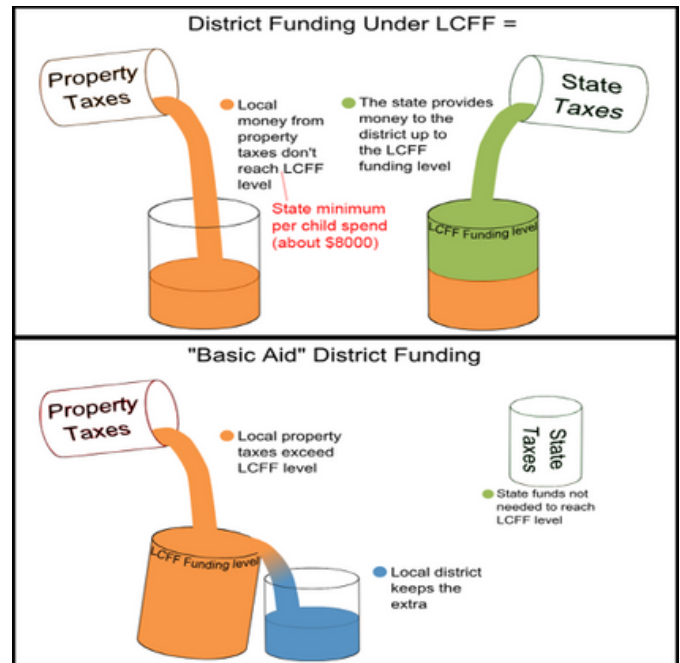 District Funding Under LCFF =
Property
Taxes
Local
money from
property
taxes don't
reach LCFF
level
State minimum
per child spend
(about $8000)
The state provides
money to the
district up to
the LCFF
funding level
State
Taxes
LCFF Funding level
"Basic Aid" District Funding
Property
Taxes
Local property
taxes exceed
LCFF level
LCFF Funding level
Local district
keeps the
extra
State
Taxes
State funds not
needed to reach
LCFF level